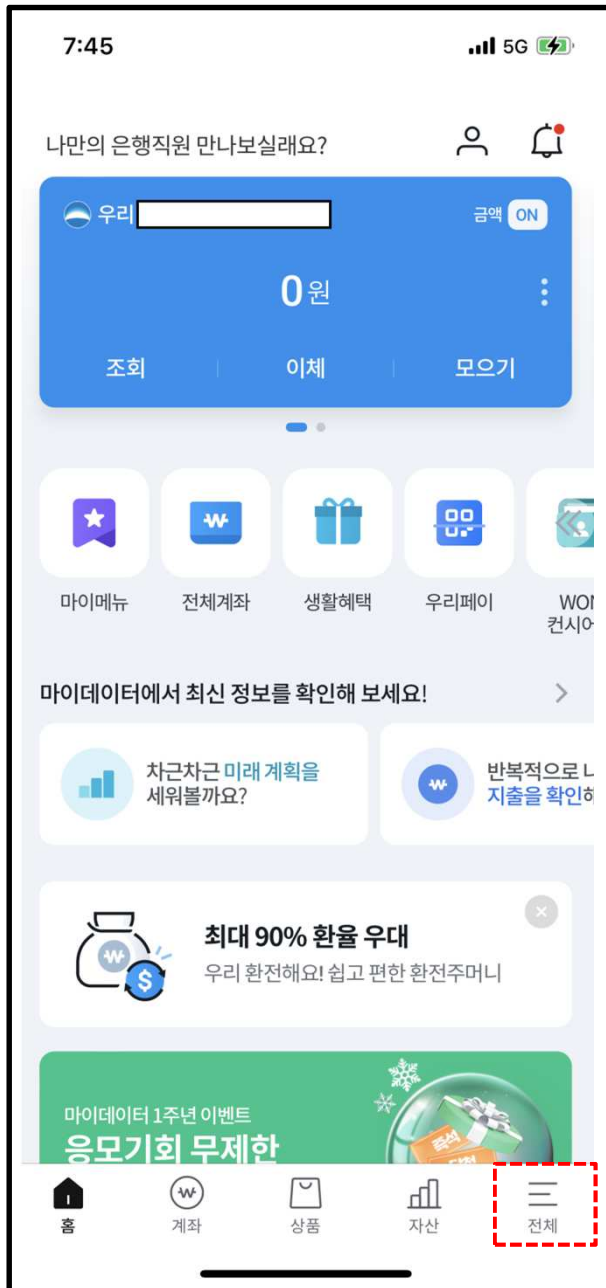 7:45
5G
나만의 은행직원 만나보실래요?
우리
금액 ON
0원
조회
이체
모으기
마이메뉴
전체계좌
생활혜택
우리페이
컨시어
마이데이터에서 최신 정보를 확인해 보세요!
차근차근 미래 계획을
세워볼까요?
반복적으로
지출을 확인
최대 90% 환율 우대
우리 환전해요! 쉽고 편한 환전주머니
마이데이터 1주년 이벤트
응모기회 무제한
즉석
홈
계좌
상품
자산
전체